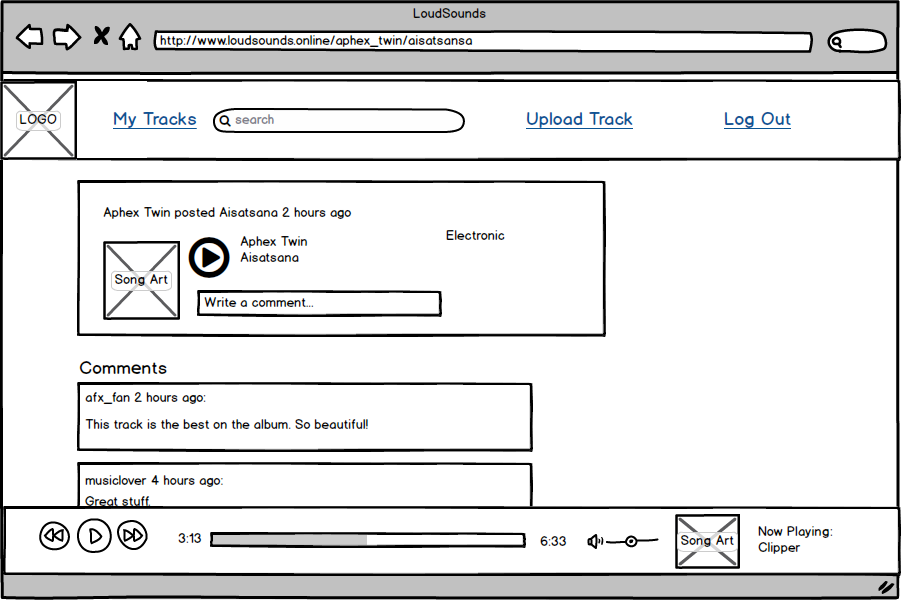 LoudSounds
http://www.loudsounds.online/aphex_twin/aisatsansa
LOGO
My Tracks
search
Upload Track
Log Out
Aphex Twin posted Aisatsana 2 hours ago
Song Art
Aphex Twin
Aisatsana
Electronic
Write a comment...
Comments
afx_fan 2 hours ago:
This track is the best on the album. So beautiful!
musiclover 4 hours ago:
Great stuff.
3:13
6:33
Song Art
Now Playing:
Clipper